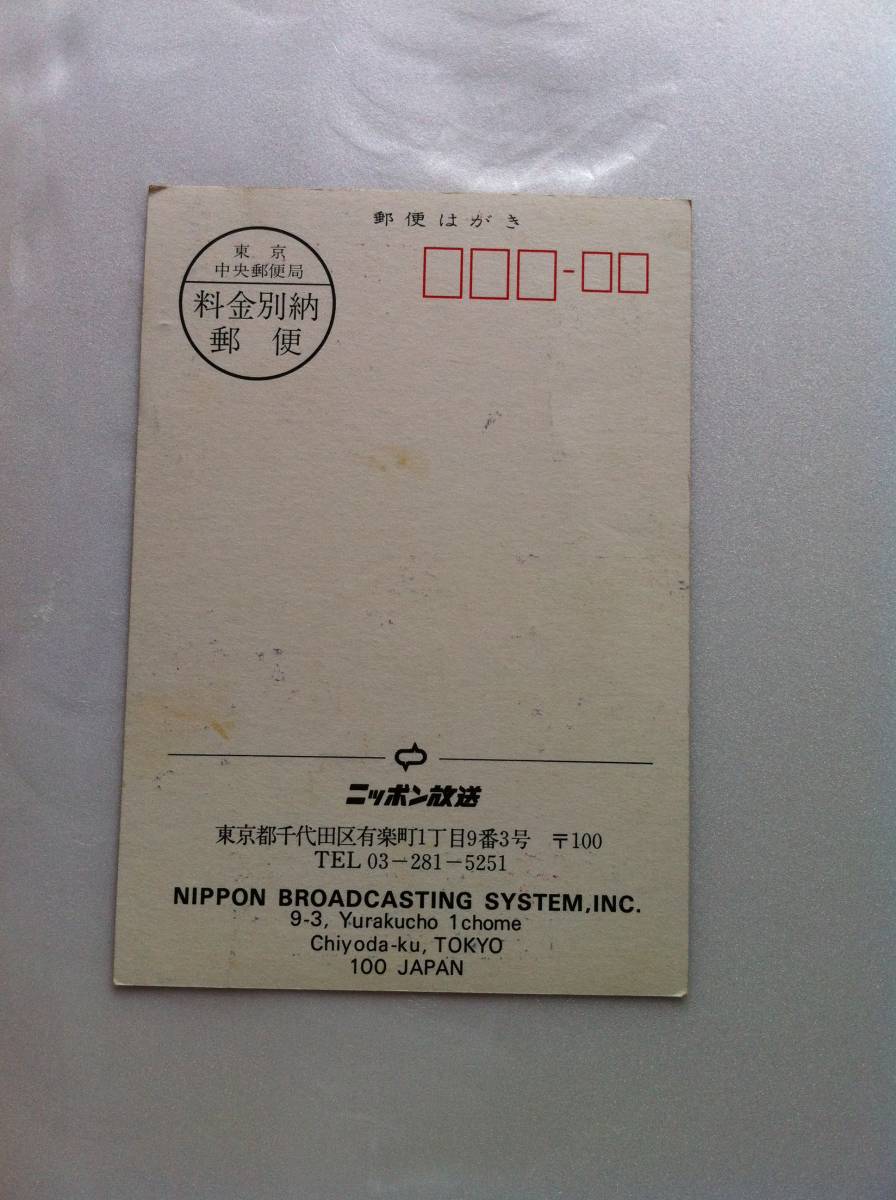 郵便はがき
東京
中央郵便局
料金別納
郵便
ニッポン放送
東京都千代田区有楽町1丁目9番3号 〒100
TEL 03-281-5251
NIPPON BROADCASTING SYSTEM,INC.
9-3, Yurakucho 1chome
Chiyoda-ku, TOKYO
100 JAPAN